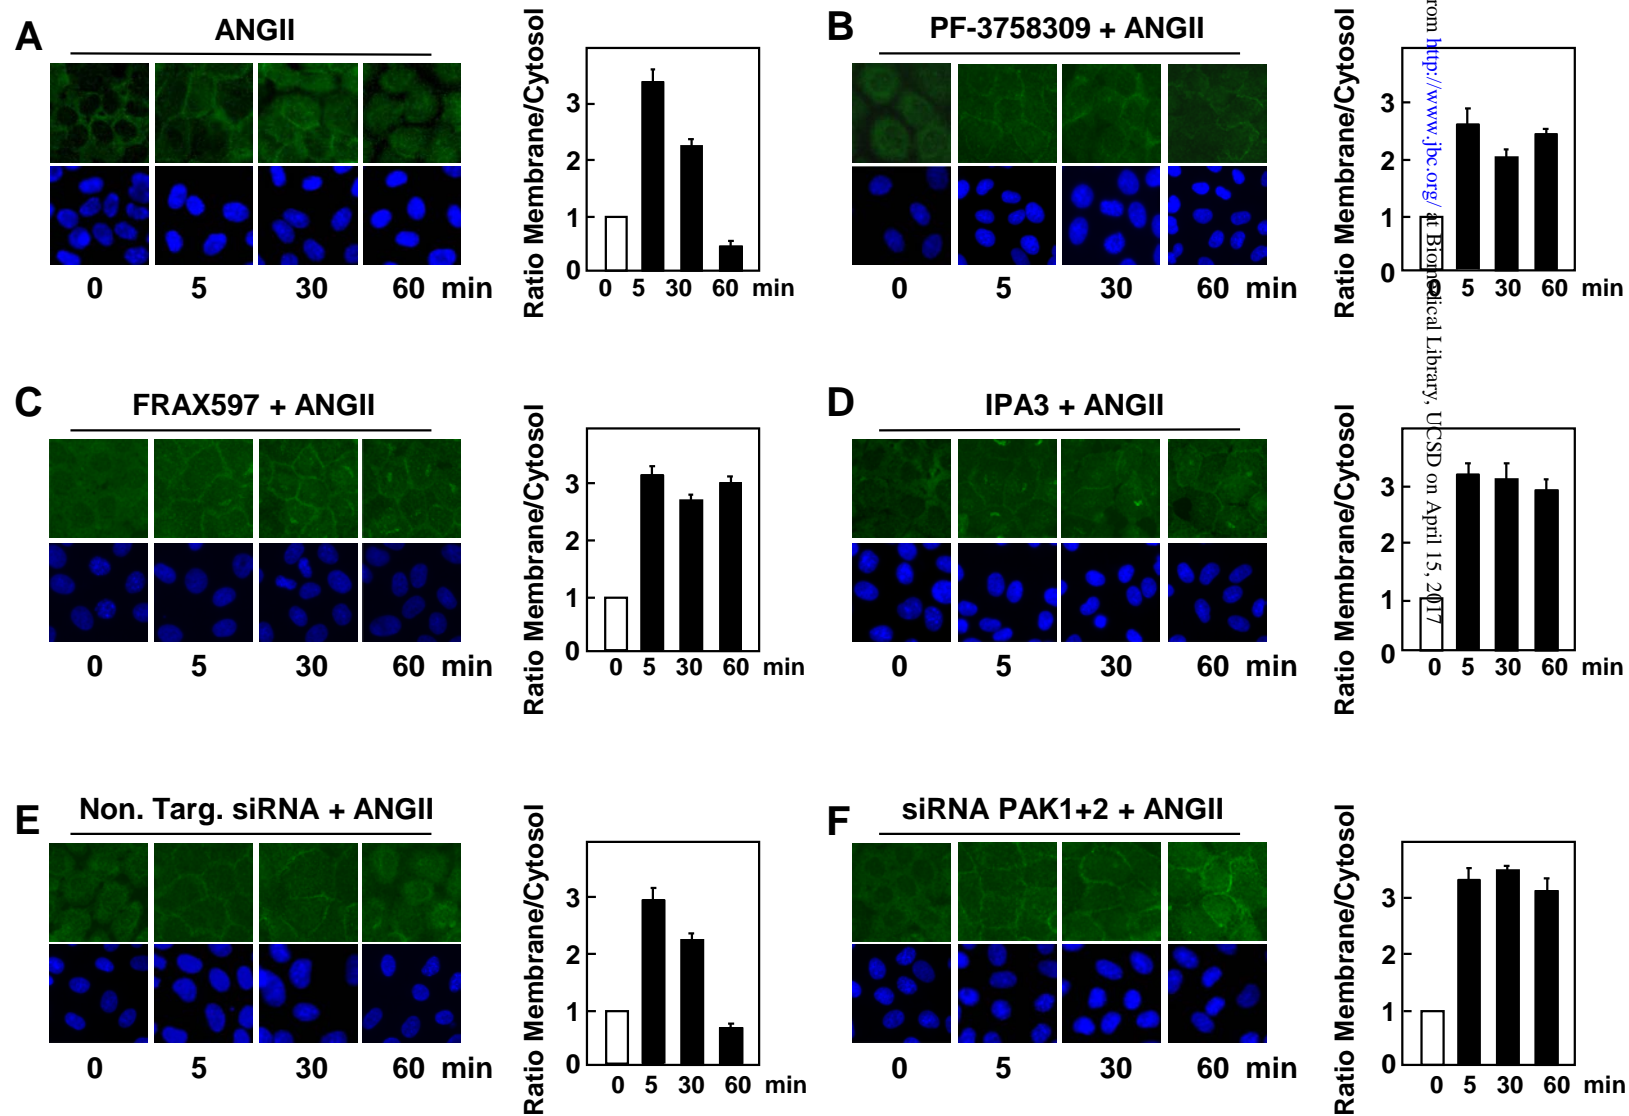 A
ANGII
0 5 30 60 min
Ratio Membrane/Cytosol
3
2
1
0
0 5 30 60 min
B
PF-3758309 + ANGII
0 5 30 60 min
Ratio Membrane/Cytosol
3
2
1
0
0 5 30 60 min
C
FRAX597 + ANGII
0 5 30 60 min
Ratio Membrane/Cytosol
3
2
1
0
0 5 30 60 min
D
IPA3 + ANGII
0 5 30 60 min
Ratio Membrane/Cytosol
3
2
1
0
0 5 30 60 min
E
Non. Targ. siRNA + ANGII
0 5 30 60 min
Ratio Membrane/Cytosol
3
2
1
0
0 5 30 60 min
F
siRNA PAK1+2 + ANGII
0 5 30 60 min
Ratio Membrane/Cytosol
3
2
1
0
0 5 30 60 min
rom http://www.jbc.org/ at Biomedical Library, UCSD on April 15, 2017